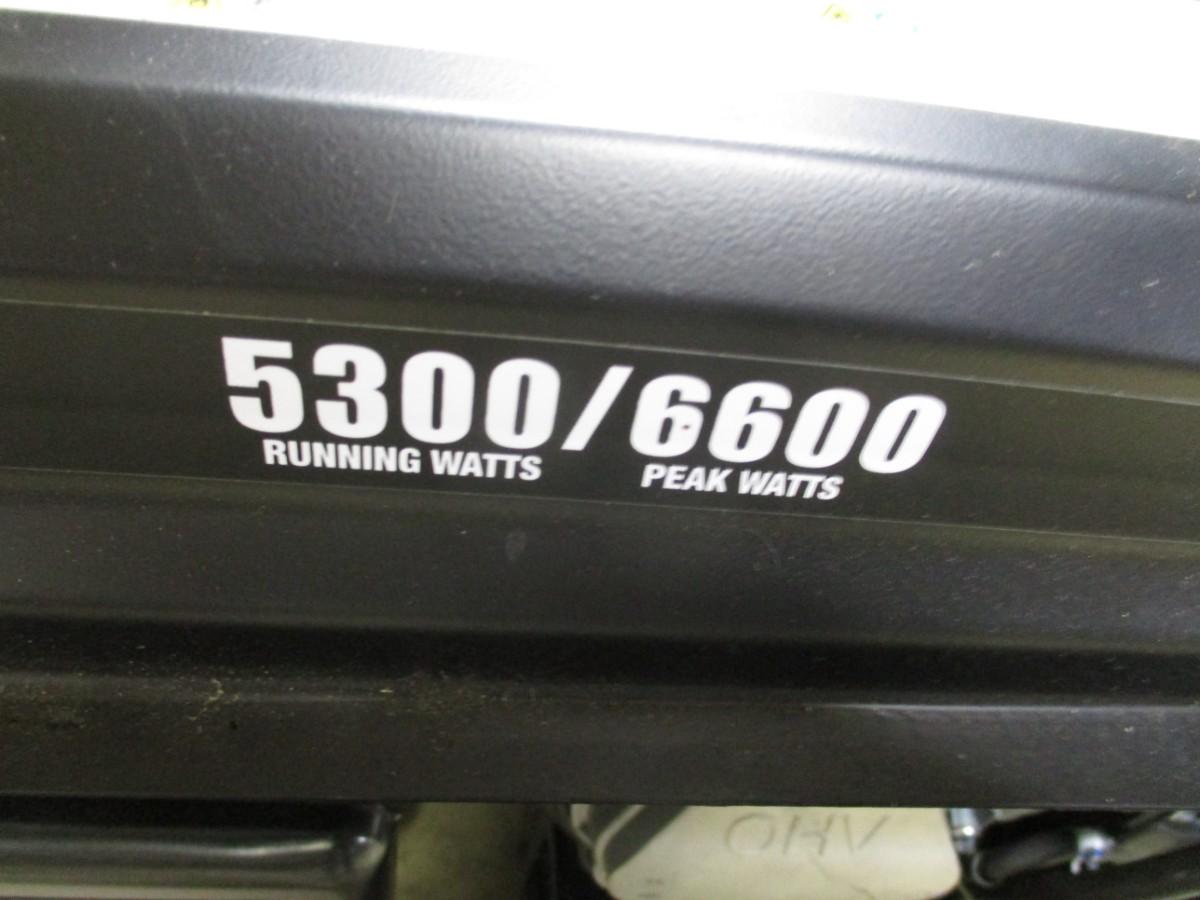 5300/6600
RUNNING WATTS PEAK WATTS
OHV